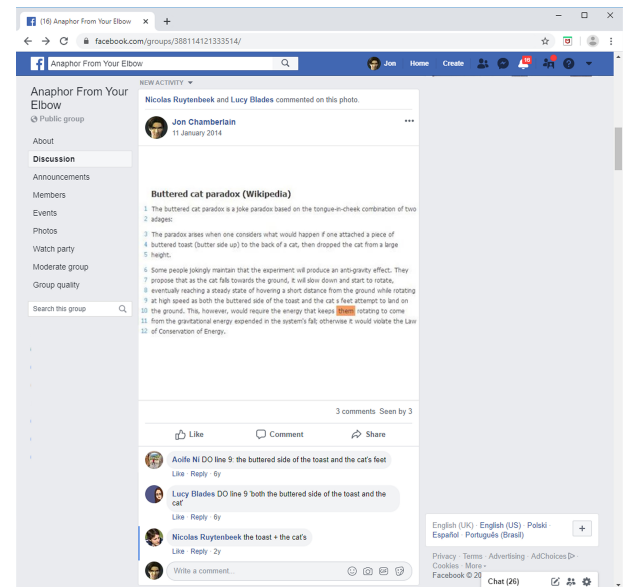 (16) Anaphor From Your Elbow
facebook.com/groups/388114121333514/
Anaphor From Your Elbow
Jon
Home
Create
Anaphor From Your
Elbow
Public group
About
Discussion
Announcements
Members
Events
Photos
Watch party
Moderate group
Group quality
Search this group
NEW ACTIVITY
Nicolas Ruytenbeek and Lucy Blades commented on this photo.
Jon Chamberlain
11 January 2014
Buttered cat paradox (Wikipedia)
1 The buttered cat paradox is a joke paradox based on the tongue-in-cheek combination of two
2 adages:
3 The paradox arises when one considers what would happen if one attached a piece of
4 buttered toast (butter side up) to the back of a cat, then dropped the cat from a large
5 height.
6 Some people jokingly maintain that the experiment will produce an anti-gravity effect. They
7 propose that as the cat falls towards the ground, it will slow down and start to rotate,
8 eventually reaching a steady state of hovering a short distance from the ground while rotating
9 at high speed as both the buttered side of the toast and the cat s feet attempt to land on
10 the ground. This, however, would require the energy that keeps them rotating to come
11 from the gravitational energy expended in the system's fall; otherwise it would violate the Law
12 of Conservation of Energy.
3 comments Seen by 3
Like
Comment
Share
Aoife Ni DO line 9: the buttered side of the toast and the cat's feet
Like · Reply · 6y
Lucy Blades DO line 9 'both the buttered side of the toast and the
cat'
Like · Reply · 6y
Nicolas Ruytenbeek the toast + the cat's
Like · Reply · 2y
Write a comment...
GIF
English (UK) · English (US) · Polski ·
Español · Português (Brasil)
Privacy · Terms · Advertising · AdChoices ·
Cookies · More
Facebook © 20
Chat (26)